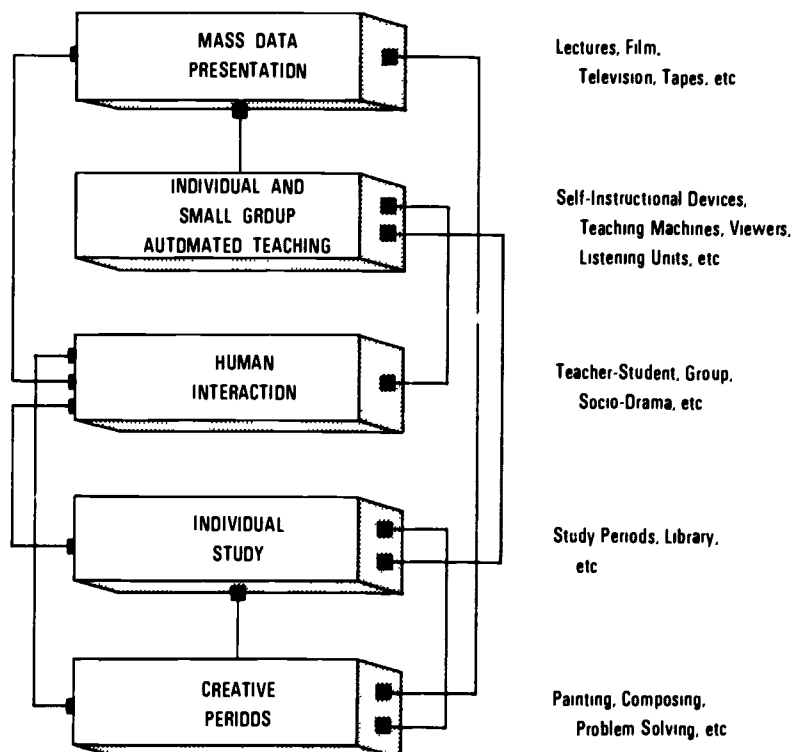 MASS DATA
PRESENTATION
Lectures, Film,
Television, Tapes, etc
INDIVIDUAL AND
SMALL GROUP
AUTOMATED TEACHING
Self-Instructional Devices,
Teaching Machines, Viewers,
Listening Units, etc
HUMAN
INTERACTION
Teacher-Student, Group,
Socio-Drama, etc
INDIVIDUAL
STUDY
Study Periods, Library,
etc
CREATIVE
PERIODS
Painting, Composing,
Problem Solving, etc